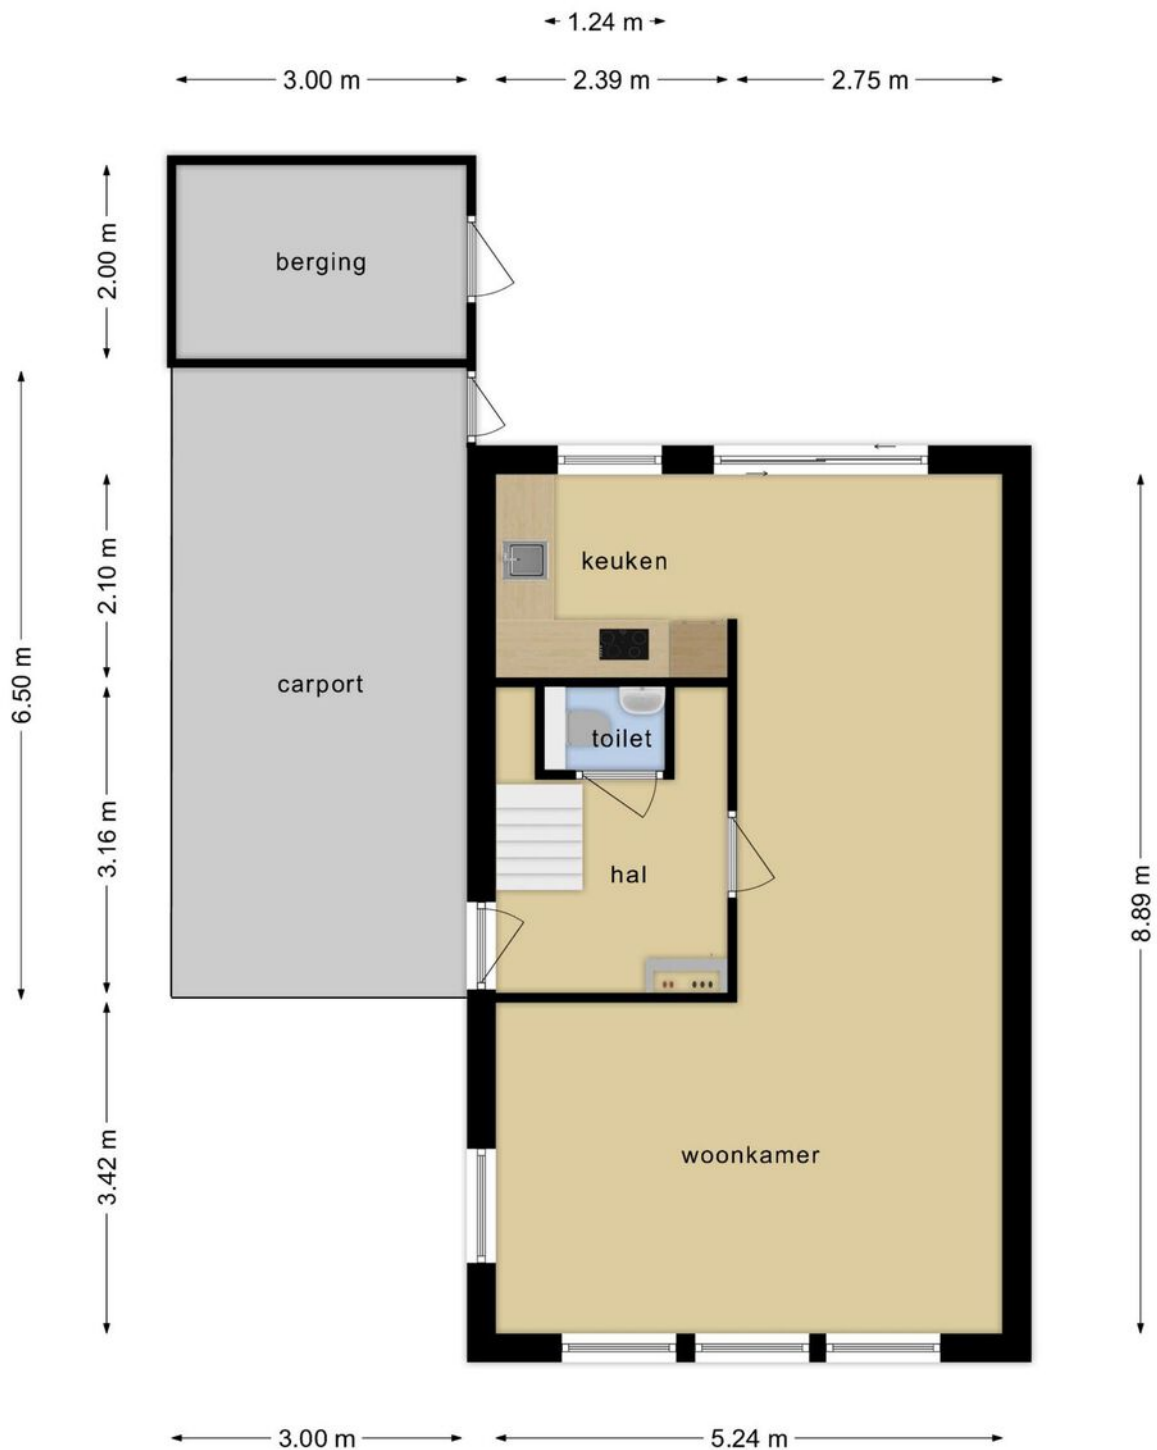 1.24 m
3.00 m
2.39 m
2.75 m
2.00 m
berging
6.50 m
2.10 m
keuken
carport
toilet
3.16 m
hal
8.89 m
3.42 m
woonkamer
3.00 m
5.24 m